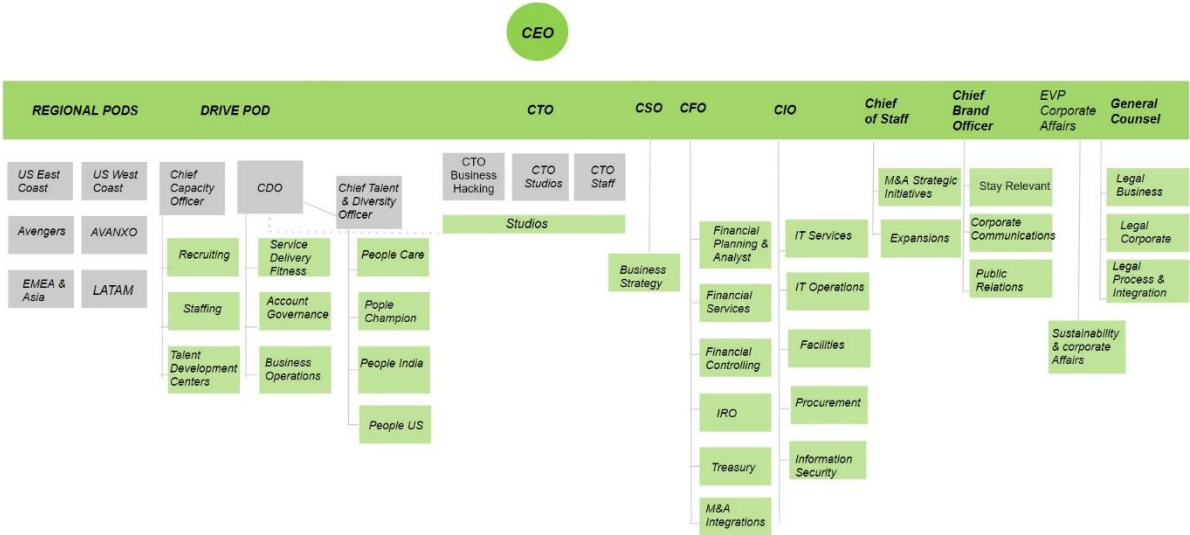 CEO
REGIONAL PODS
DRIVE POD
CTO
CSO
CFO
CIO
Chief
of Staff
Chief
Brand
Officer
EVP
Corporate
Affairs
General
Counsel
US East
Coast
US West
Coast
Avengers
AVANXO
EMEA &
Asia
LATAM
Chief
Capacity
Officer
Recruiting
Staffing
Talent
Development
Centers
CDO
Service
Delivery
Fitness
Account
Governance
Business
Operations
Chief Talent
& Diversity
Officer
People Care
Pople
Champion
People India
People US
CTO
Business
Hacking
CTO
Studios
CTO
Staff
Studios
Business
Strategy
Financial
Planning &
Analyst
Financial
Services
Financial
Controlling
IRO
Treasury
M&A
Integrations
IT Services
IT Operations
Facilities
Procurement
Information
Security
M&A Strategic
Initiatives
Expansions
Stay Relevant
Corporate
Communications
Public
Relations
Sustainability
& corporate
Affairs
Legal
Business
Legal
Corporate
Legal
Process &
Integration